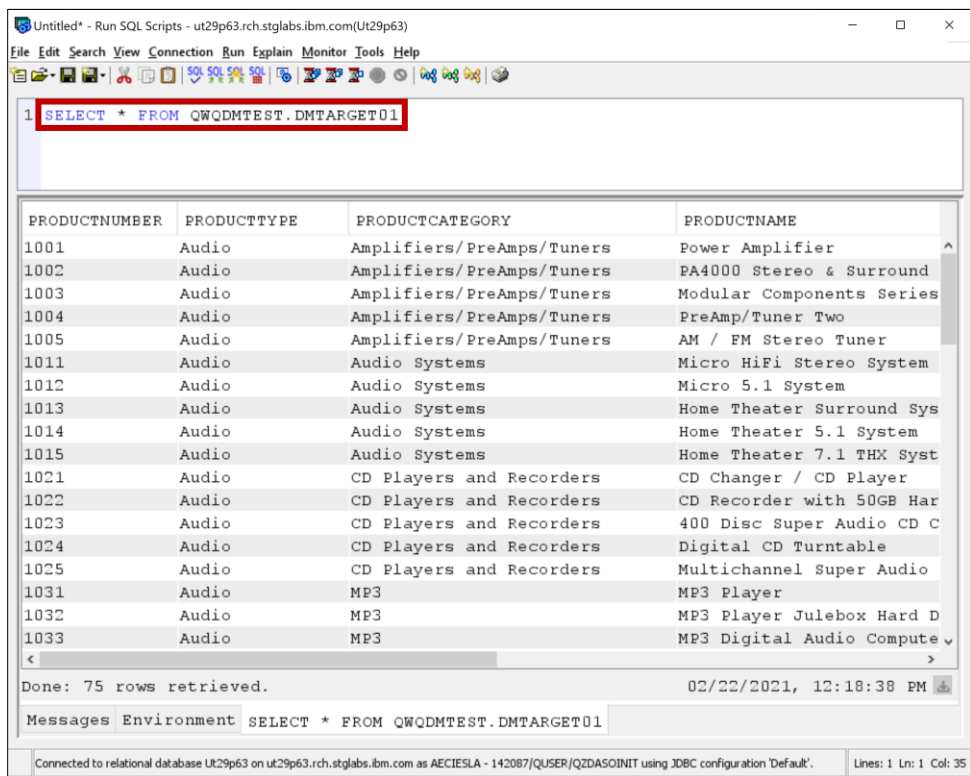 Untitled* - Run SQL Scripts - ut29p63.rch.stglabs.ibm.com(Ut29p63)
File Edit Search View Connection Run Explain Monitor Tools Help
1 SELECT * FROM QWQDMTEST.DMTARGET01
PRODUCTNUMBER PRODUCTTYPE PRODUCTCATEGORY PRODUCTNAME
1001 Audio Amplifiers/PreAmps/Tuners Power Amplifier
1002 Audio Amplifiers/PreAmps/Tuners PA4000 Stereo & Surround
1003 Audio Amplifiers/PreAmps/Tuners Modular Components Series
1004 Audio Amplifiers/PreAmps/Tuners PreAmp/Tuner Two
1005 Audio Amplifiers/PreAmps/Tuners AM / FM Stereo Tuner
1011 Audio Audio Systems Micro HiFi Stereo System
1012 Audio Audio Systems Micro 5.1 System
1013 Audio Audio Systems Home Theater Surround Sys
1014 Audio Audio Systems Home Theater 5.1 System
1015 Audio Audio Systems Home Theater 7.1 THX Syst
1021 Audio CD Players and Recorders CD Changer / CD Player
1022 Audio CD Players and Recorders CD Recorder with 50GB Har
1023 Audio CD Players and Recorders 400 Disc Super Audio CD C
1024 Audio CD Players and Recorders Digital CD Turntable
1025 Audio CD Players and Recorders Multichannel Super Audio
1031 Audio MP3 MP3 Player
1032 Audio MP3 MP3 Player Julebox Hard D
1033 Audio MP3 MP3 Digital Audio Compute
Done: 75 rows retrieved. 02/22/2021, 12:18:38 PM
Messages Environment SELECT * FROM QWQDMTEST.DMTARGET01
Connected to relational database Ut29p63 on ut29p63.rch.stglabs.ibm.com as AECIESLA - 142087/QUSER/QZDASOINIT using JDBC configuration 'Default'. Lines: 1 Ln: 1 Col: 35